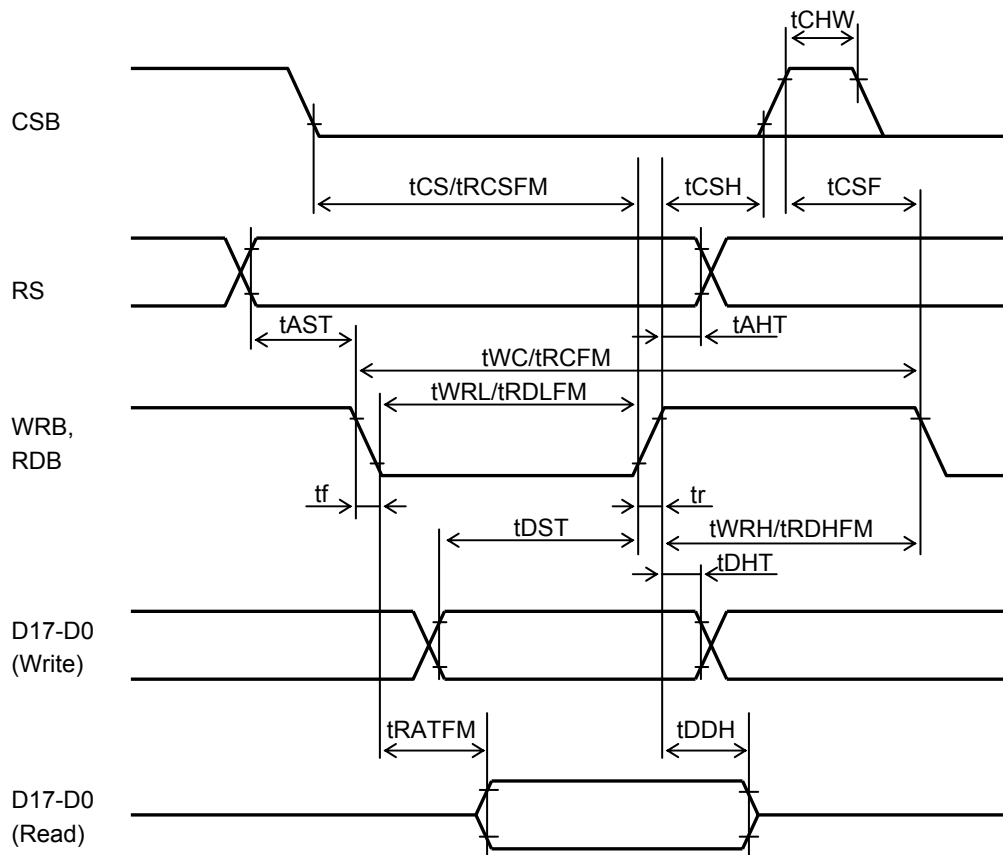 tCHW
CSB
tCS/tRCSFM
tCSH
tCSF
RS
tAST
tAHT
tWC/tRCFM
tWRL/tRDLFM
WRB,
RDB
tf
tr
tDST
tWRH/tRDHFM
tDHT
D17-D0
(Write)
tRATFM
tDDH
D17-D0
(Read)